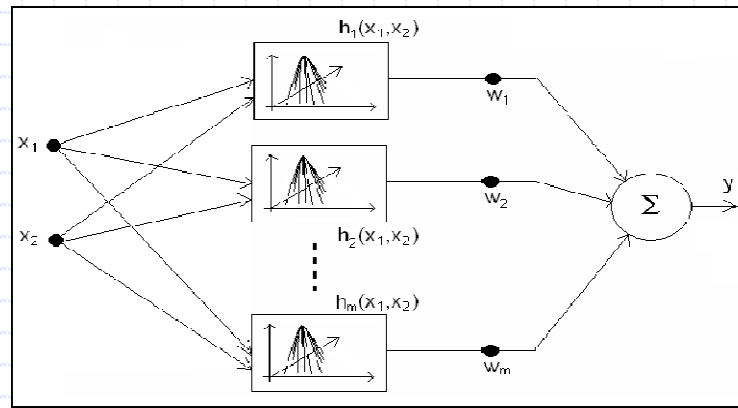 h₁(x₁,x₂)
x₁
w₁
w₂
y
Σ
x₂
h₂(x₁,x₂)
hₘ(x₁,x₂)
wₘ